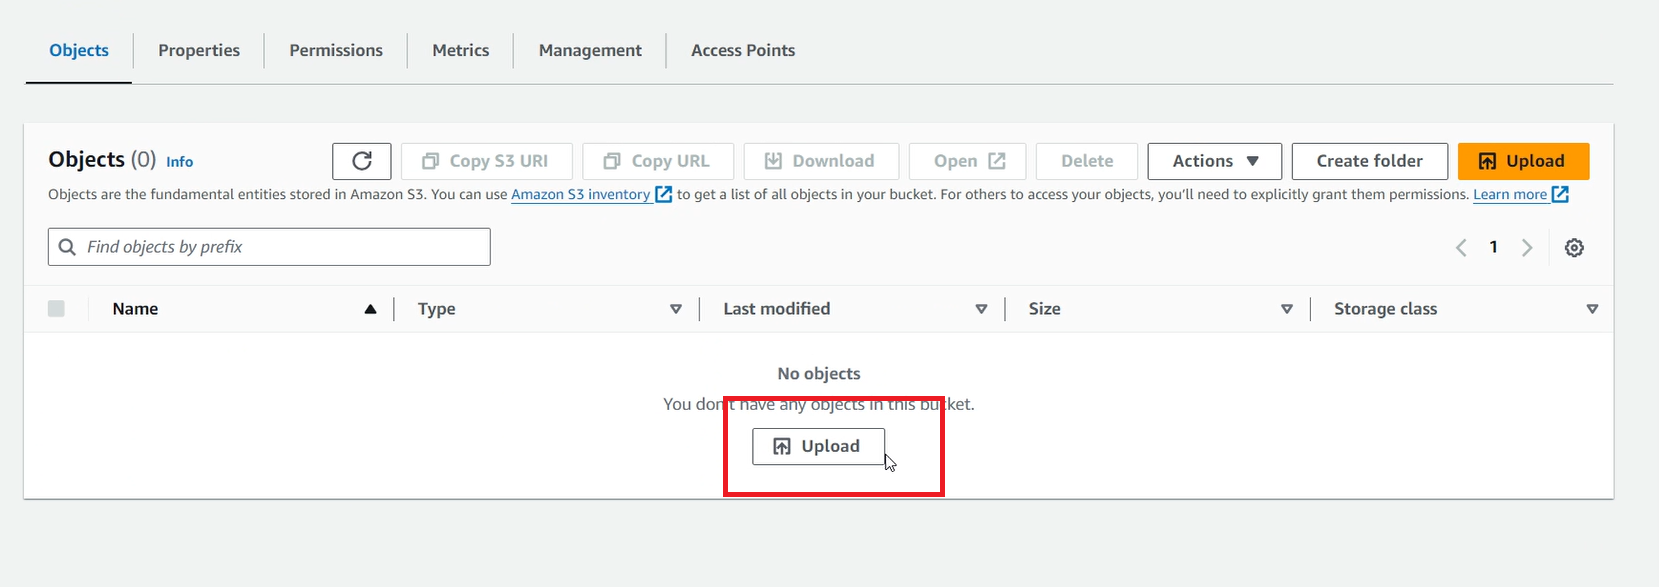 Objects Properties Permissions Metrics Management Access Points
Objects (0) Info Copy S3 URI Copy URL Download Open Delete Actions Create folder Upload
Objects are the fundamental entities stored in Amazon S3. You can use Amazon S3 inventory to get a list of all objects in your bucket. For others to access your objects, you'll need to explicitly grant them permissions. Learn more
Find objects by prefix 1
Name Type Last modified Size Storage class
No objects
You don't have any objects in this bucket.
Upload